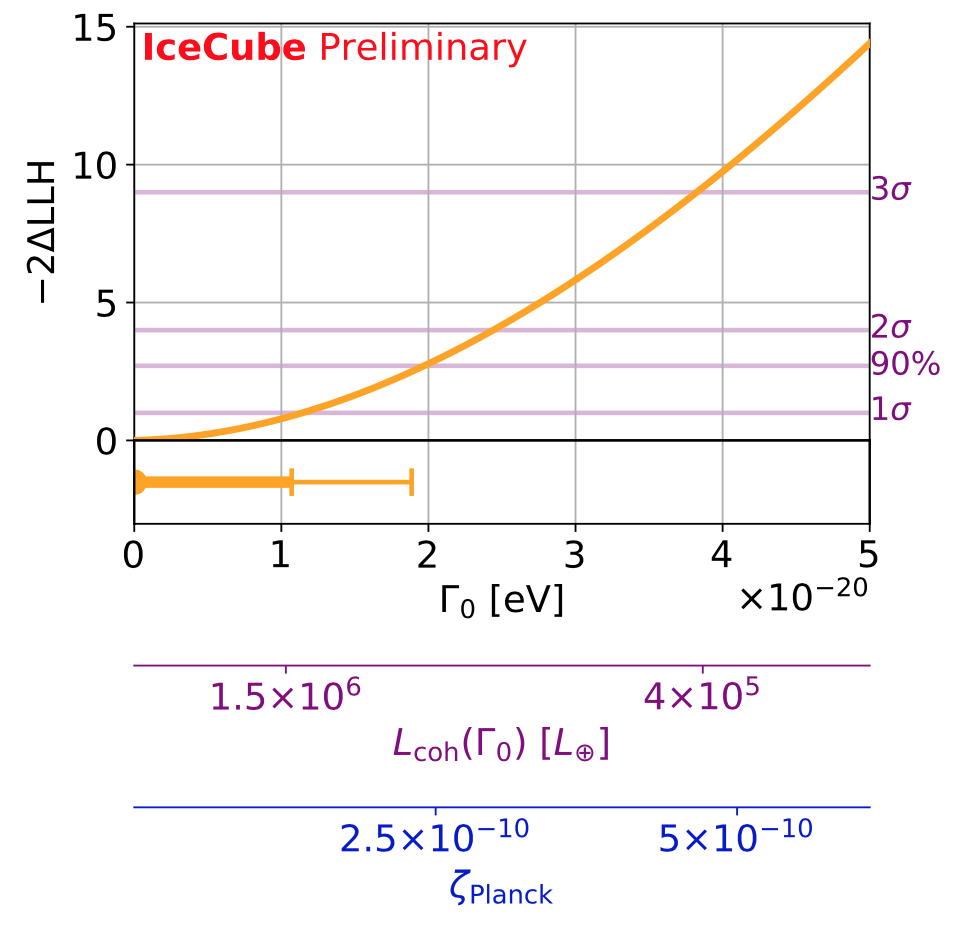 IceCube Preliminary
−2ΔLLH
15
10
5
0
3σ
2σ
90%
1σ
0 1 2 3 4 5
Γ₀ [eV]
×10⁻²⁰
1.5×10⁶ 4×10⁵
L_coh(Γ₀) [L_⊕]
2.5×10⁻¹⁰ 5×10⁻¹⁰
ζ_Planck